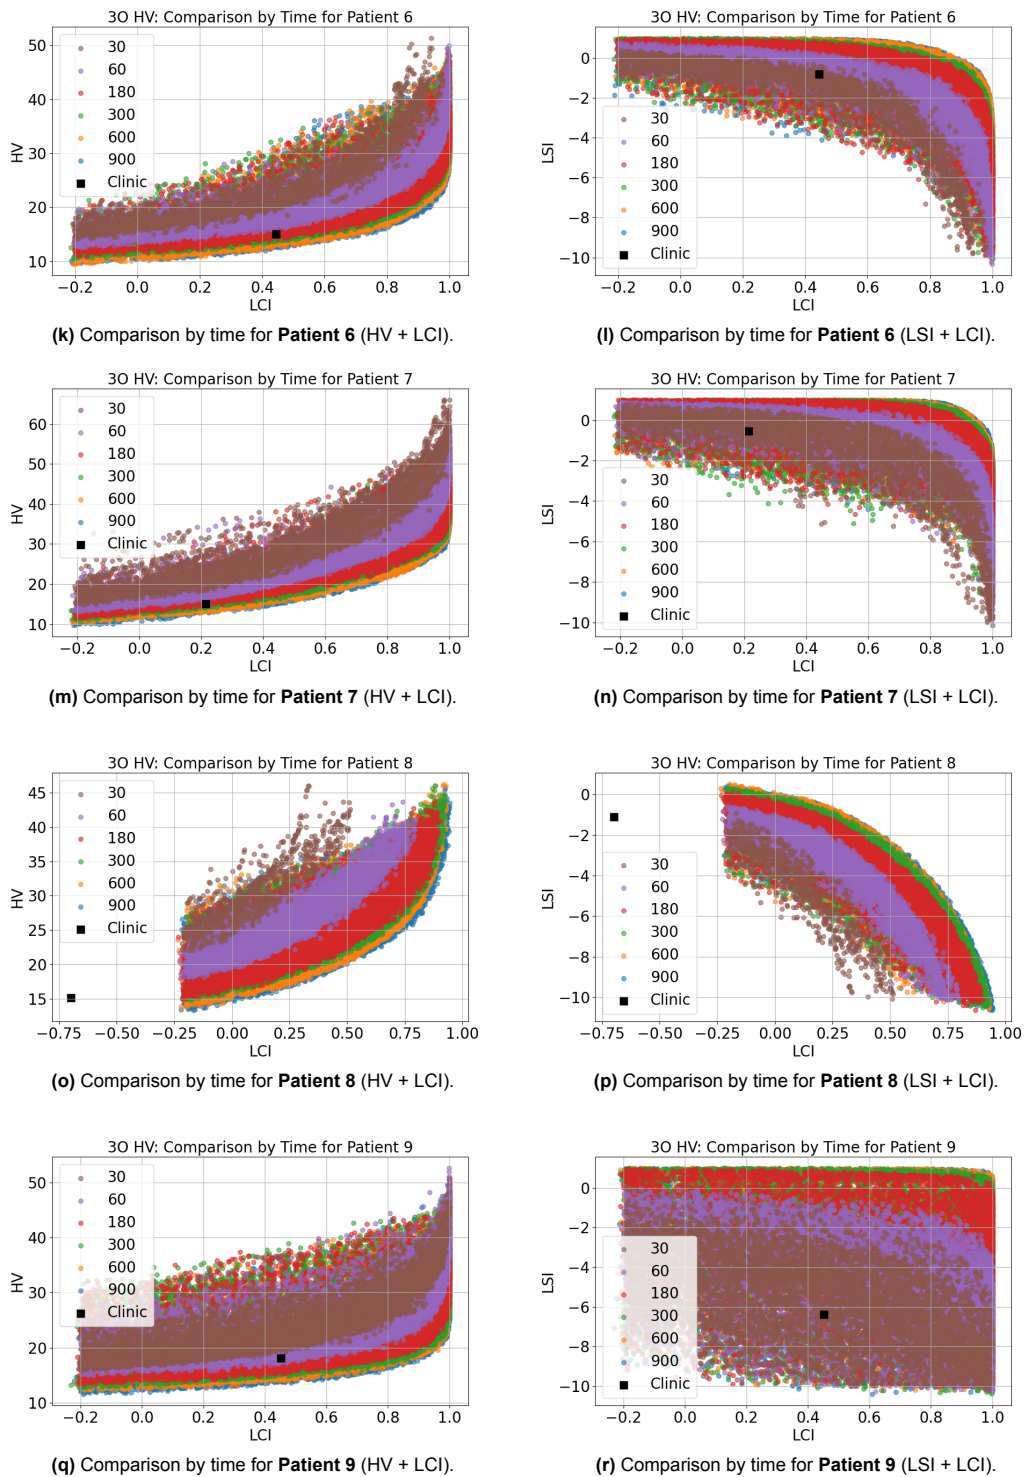 3O HV: Comparison by Time for Patient 6
HV
50
40
30
20
10
30
60
180
300
600
900
Clinic
−0.2 0.0 0.2 0.4 0.6 0.8 1.0
LCI
(k) Comparison by time for Patient 6 (HV + LCI).
3O HV: Comparison by Time for Patient 6
LSI
0
−2
−4
−6
−8
−10
30
60
180
300
600
900
Clinic
−0.2 0.0 0.2 0.4 0.6 0.8 1.0
LCI
(l) Comparison by time for Patient 6 (LSI + LCI).
3O HV: Comparison by Time for Patient 7
HV
60
50
40
30
20
10
30
60
180
300
600
900
Clinic
−0.2 0.0 0.2 0.4 0.6 0.8 1.0
LCI
(m) Comparison by time for Patient 7 (HV + LCI).
3O HV: Comparison by Time for Patient 7
LSI
0
−2
−4
−6
−8
−10
30
60
180
300
600
900
Clinic
−0.2 0.0 0.2 0.4 0.6 0.8 1.0
LCI
(n) Comparison by time for Patient 7 (LSI + LCI).
3O HV: Comparison by Time for Patient 8
HV
45
40
35
30
25
20
15
30
60
180
300
600
900
Clinic
−0.75 −0.50 −0.25 0.00 0.25 0.50 0.75 1.00
LCI
(o) Comparison by time for Patient 8 (HV + LCI).
3O HV: Comparison by Time for Patient 8
LSI
0
−2
−4
−6
−8
−10
30
60
180
300
600
900
Clinic
−0.75 −0.50 −0.25 0.00 0.25 0.50 0.75 1.00
LCI
(p) Comparison by time for Patient 8 (LSI + LCI).
3O HV: Comparison by Time for Patient 9
HV
50
40
30
20
10
30
60
180
300
600
900
Clinic
−0.2 0.0 0.2 0.4 0.6 0.8 1.0
LCI
(q) Comparison by time for Patient 9 (HV + LCI).
3O HV: Comparison by Time for Patient 9
LSI
0
−2
−4
−6
−8
−10
30
60
180
300
600
900
Clinic
−0.2 0.0 0.2 0.4 0.6 0.8 1.0
LCI
(r) Comparison by time for Patient 9 (LSI + LCI).